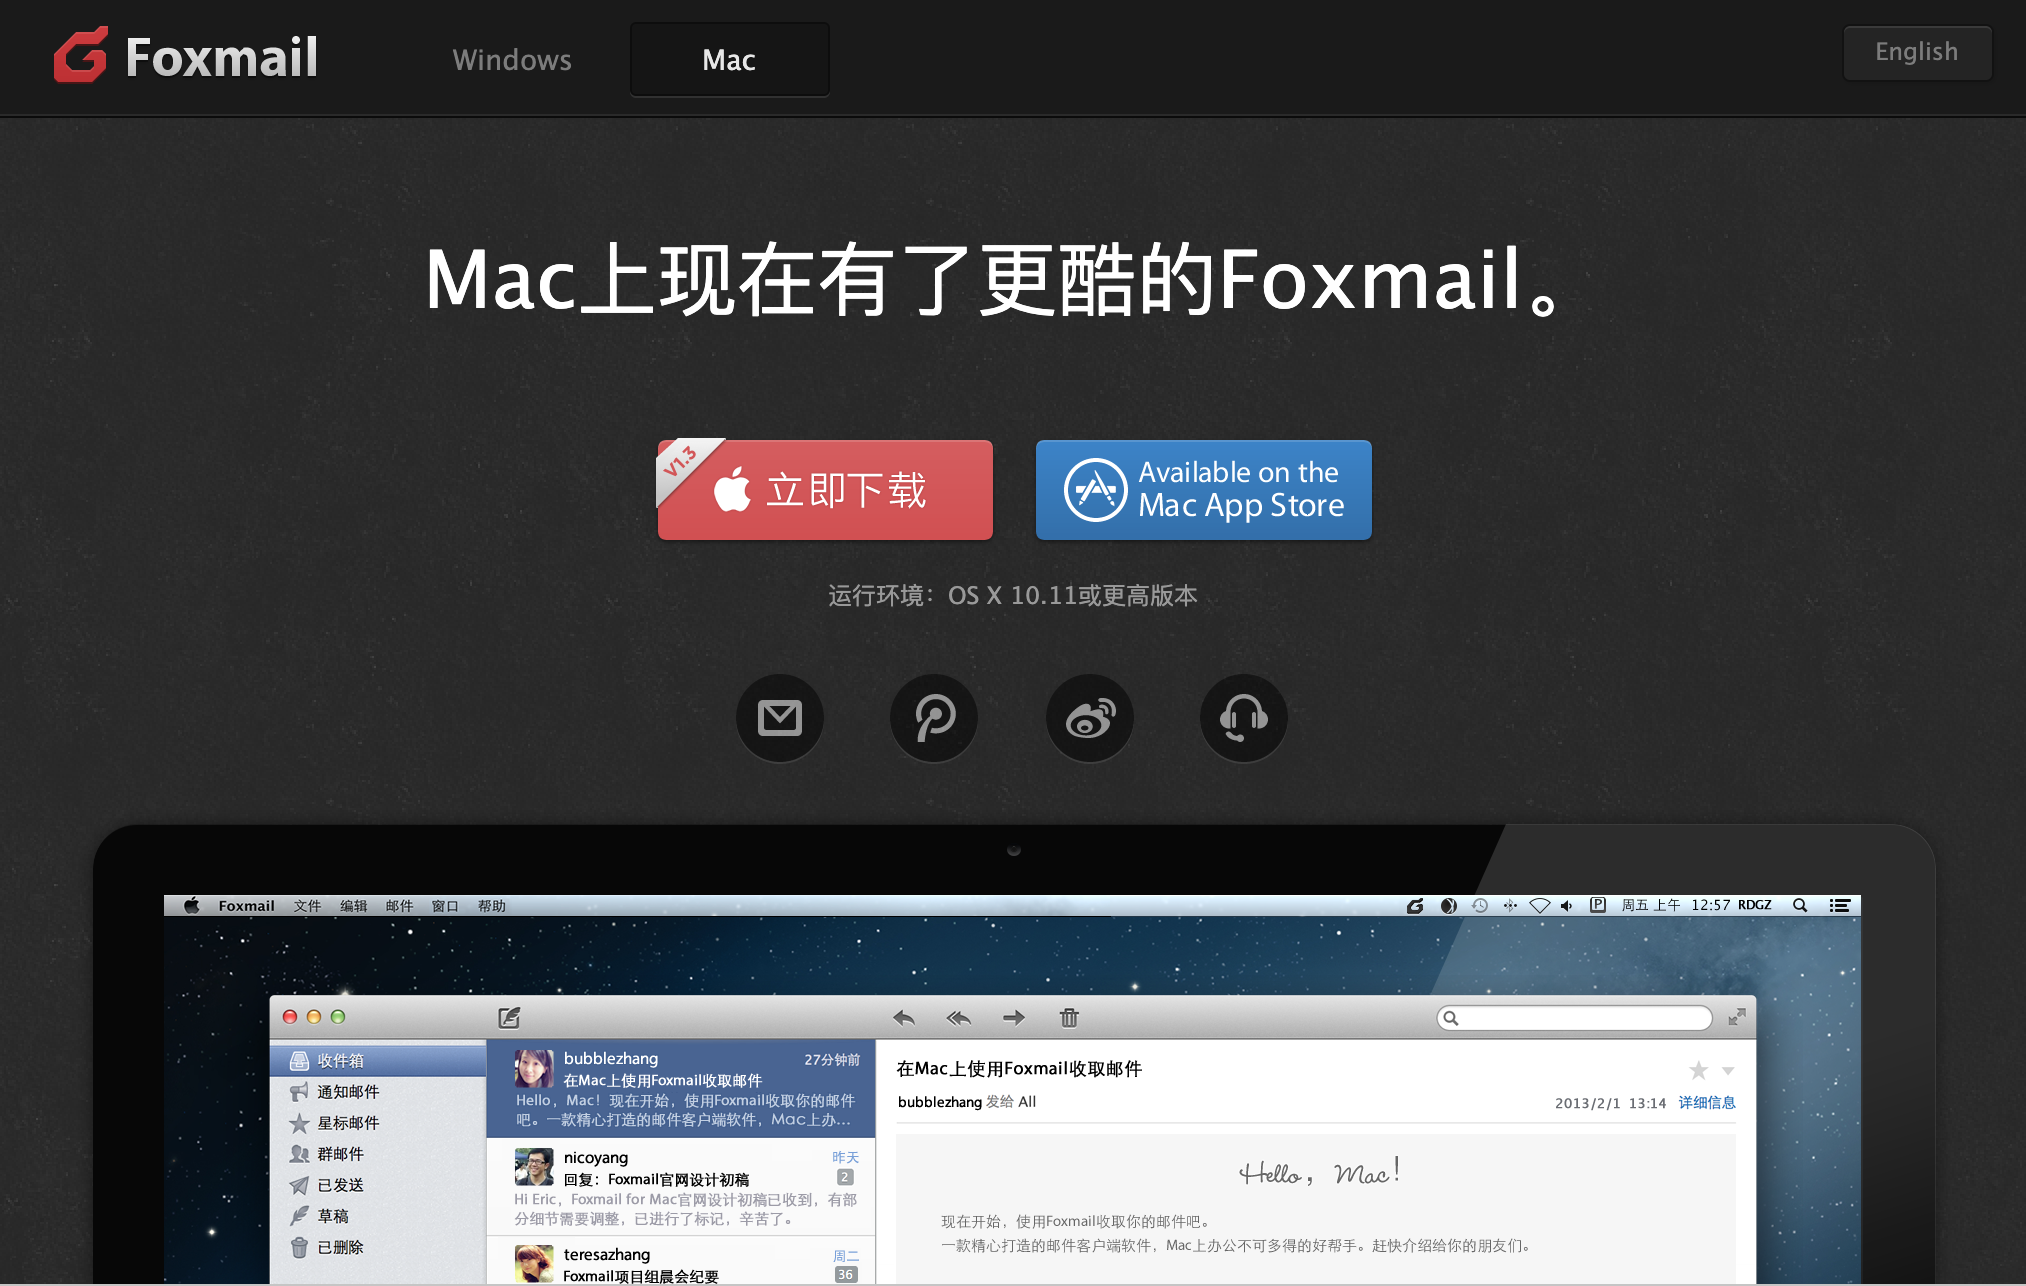 Foxmail
Windows
Mac
English
Mac上现在有了更酷的Foxmail。
V1.3
立即下载
Available on the
Mac App Store
运行环境：OS X 10.11或更高版本
Foxmail 文件 编辑 邮件 窗口 帮助
P 周五 上午 12:57 RDGZ
收件箱
通知邮件
星标邮件
群邮件
已发送
草稿
已删除
bubblezhang 27分钟前
在Mac上使用Foxmail收取邮件
Hello，Mac！现在开始，使用Foxmail收取你的邮件
吧。一款精心打造的邮件客户端软件，Mac上办...
nicoyang 昨天
回复：Foxmail官网设计初稿 2
Hi Eric，Foxmail for Mac官网设计初稿已收到，有部
分细节需要调整，已进行了标记，辛苦了。
teresazhang 周二
Foxmail项目组晨会纪要 36
在Mac上使用Foxmail收取邮件
bubblezhang 发给 All
2013/2/1 13:14 详细信息
Hello，Mac！
现在开始，使用Foxmail收取你的邮件吧。
一款精心打造的邮件客户端软件，Mac上办公不可多得的好帮手。赶快介绍给你的朋友们。